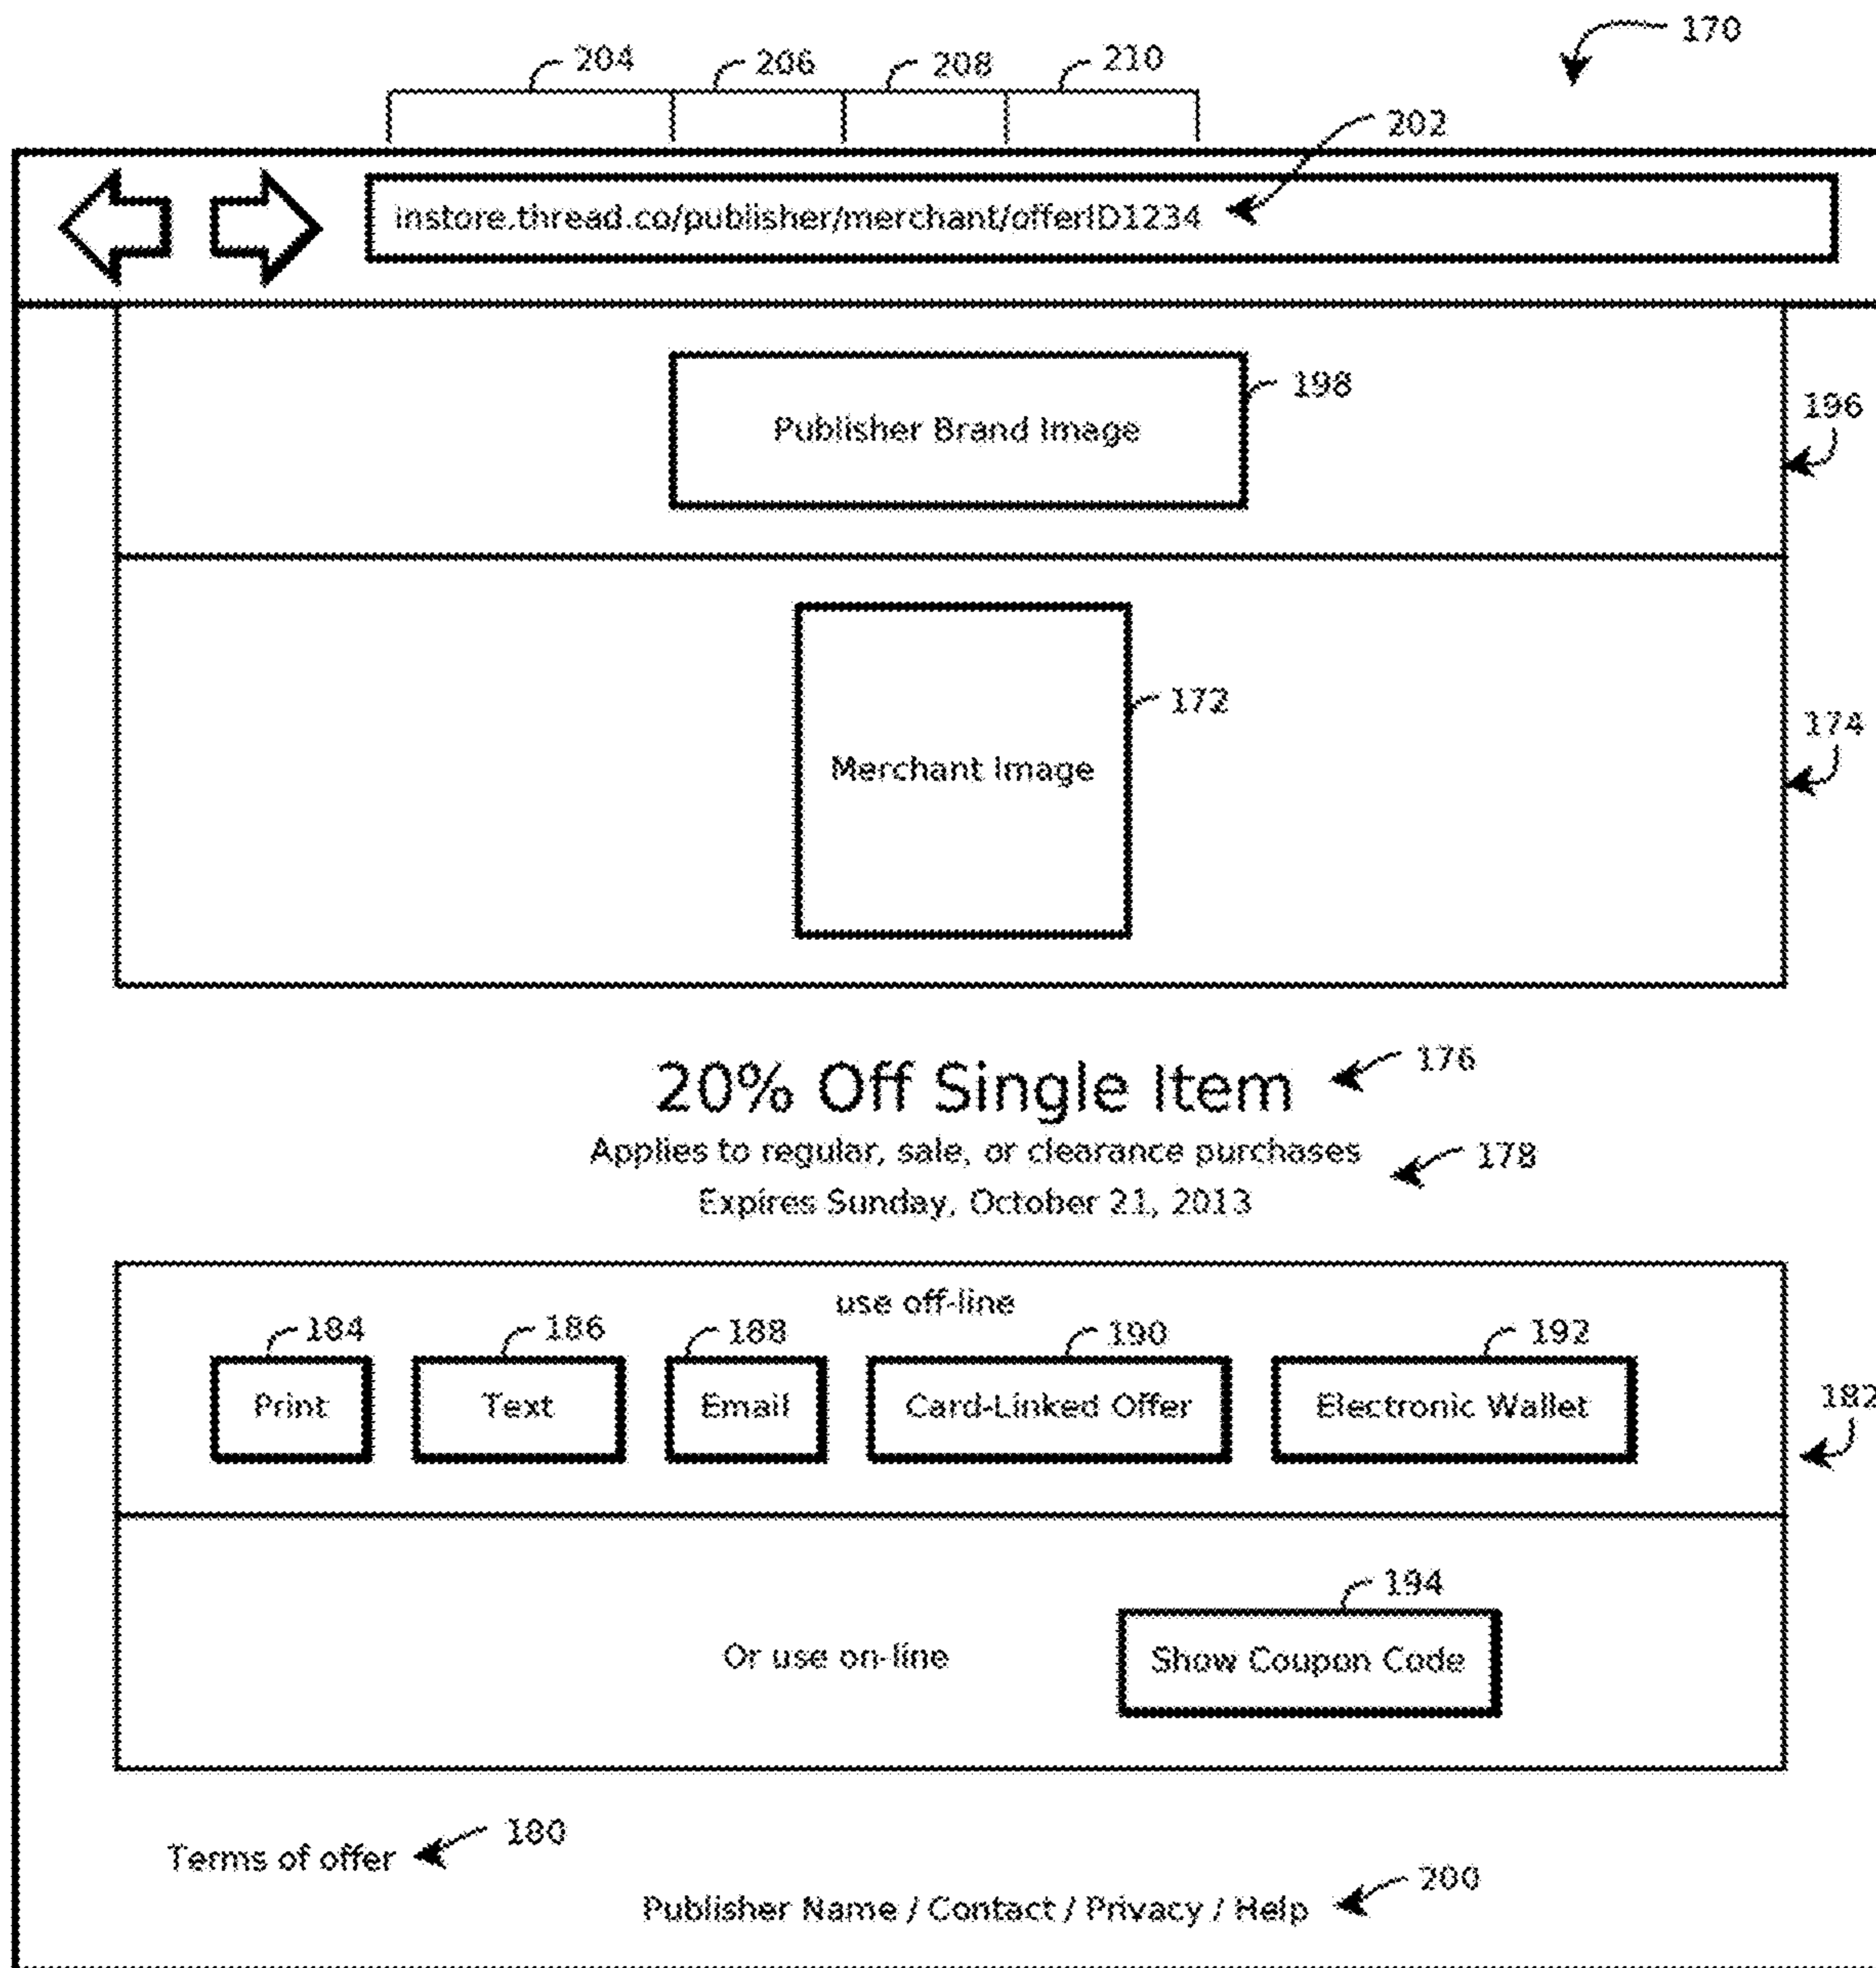 170
204 206 208 210
202
instore.thread.co/publisher/merchant/offerID1234
198
Publisher Brand Image
196
172
174
Merchant Image
20% Off Single Item 176
Applies to regular, sale, or clearance purchases 178
Expires Sunday, October 21, 2013
use off-line
184 186 188 190 192
Print Text Email Card-Linked Offer Electronic Wallet
182
194
Or use on-line Show Coupon Code
Terms of offer 180
Publisher Name / Contact / Privacy / Help 200